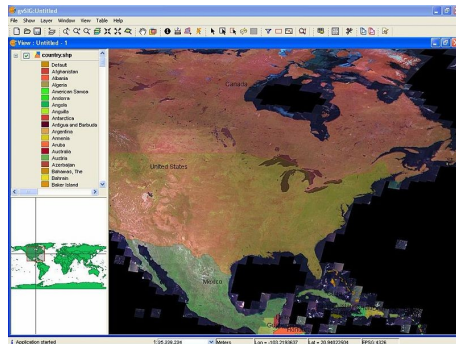 gvSIG:Untitled
File Show Layer Window View Table Help
View : Untitled - 1
country.shp
Default
Afghanistan
Albania
Algeria
American Samoa
Andorra
Angola
Anguilla
Antarctica
Antigua and Barbuda
Argentina
Armenia
Aruba
Australia
Austria
Azerbaijan
Bahamas, The
Bahrain
Baker Island
Canada
United States
Mexico
Application started
Meters
EPSG:4326